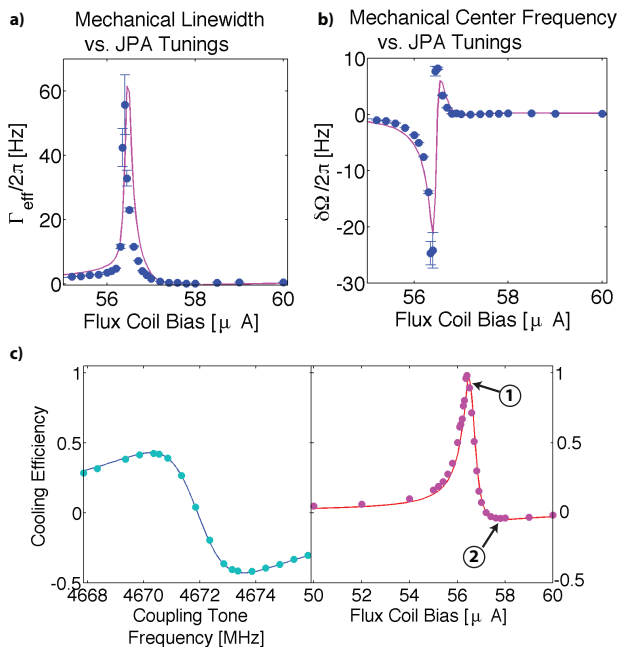 a)
Mechanical Linewidth
vs. JPA Tunings
60
40
20
0
Γeff/2π [Hz]
56
58
60
Flux Coil Bias [μ A]
b)
Mechanical Center Frequency
vs. JPA Tunings
10
0
-10
-20
-30
δΩ/2π [Hz]
56
58
60
Flux Coil Bias [μ A]
c)
1
0.5
0
-0.5
Cooling Efficiency
4668
4670
4672
4674
Coupling Tone
Frequency [MHz]
1
2
1
0.5
0
-0.5
50
52
54
56
58
60
Flux Coil Bias [μ A]